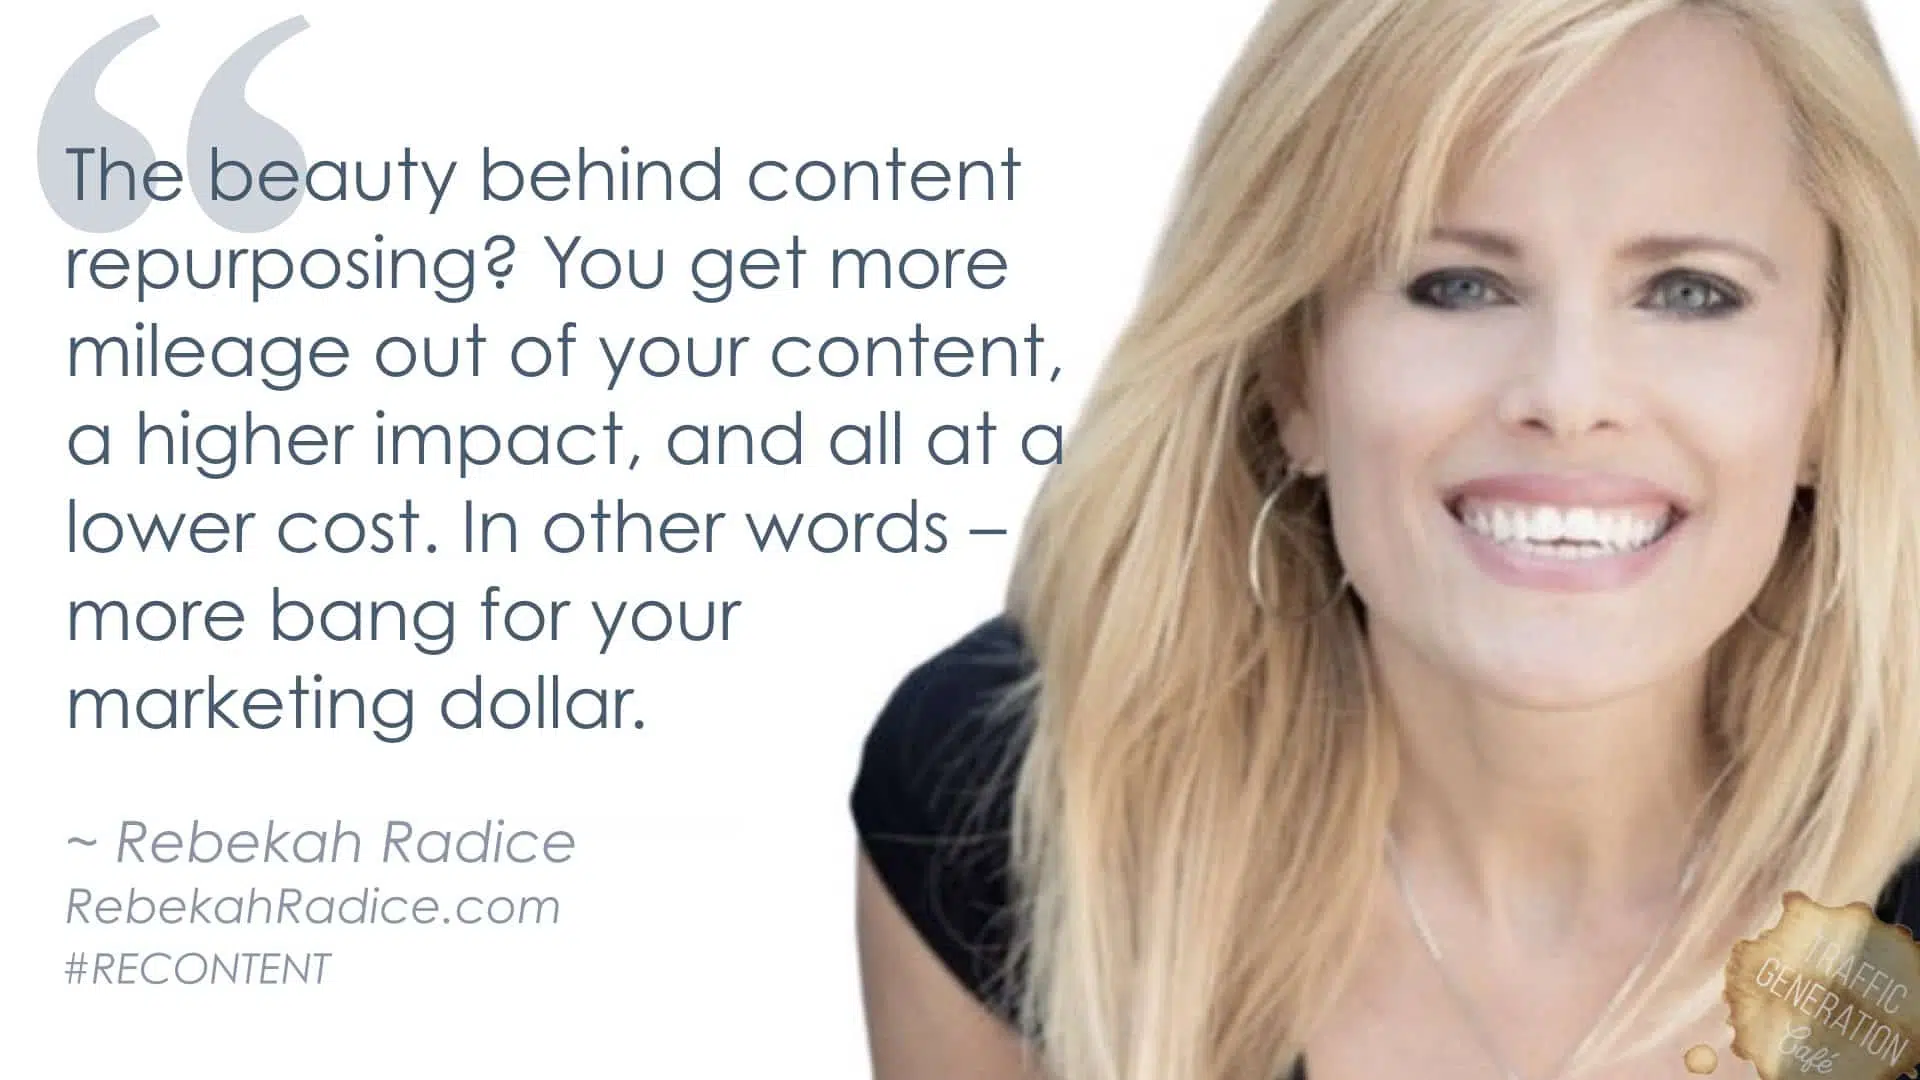 The beauty behind content
repurposing? You get more
mileage out of your content,
a higher impact, and all at a
lower cost. In other words –
more bang for your
marketing dollar.
~ Rebekah Radice
RebekahRadice.com
#RECONTENT
TRAFFIC
GENERATION
Café